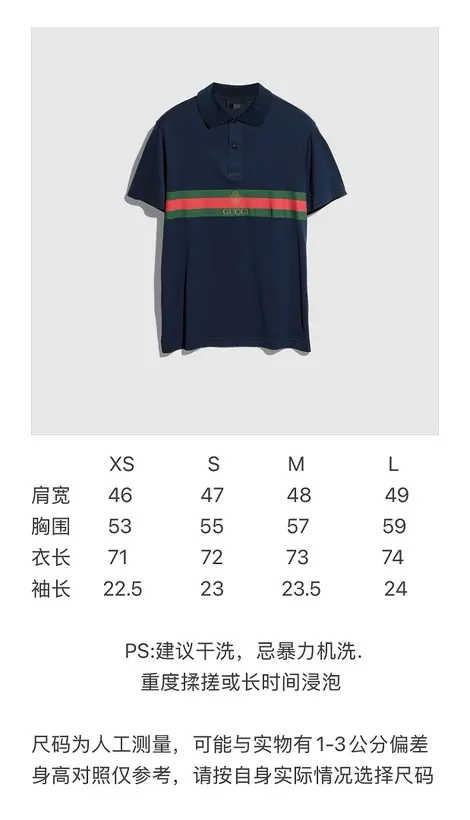 GUCCI
XS S M L
肩宽 46 47 48 49
胸围 53 55 57 59
衣长 71 72 73 74
袖长 22.5 23 23.5 24
PS:建议干洗，忌暴力机洗.
重度揉搓或长时间浸泡
尺码为人工测量，可能与实物有1-3公分偏差
身高对照仅参考，请按自身实际情况选择尺码